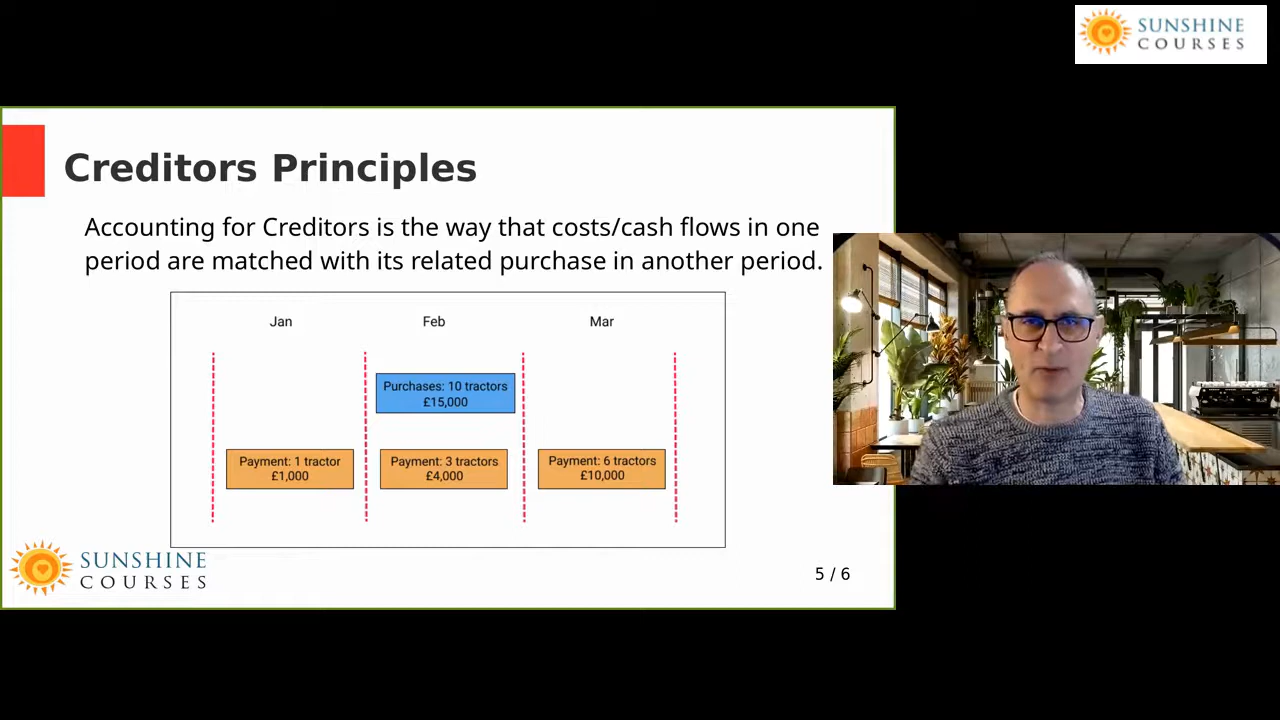 SUNSHINE
COURSES
Creditors Principles
Accounting for Creditors is the way that costs/cash flows in one
period are matched with its related purchase in another period.
Jan
Feb
Mar
Purchases: 10 tractors
£15,000
Payment: 1 tractor
£1,000
Payment: 3 tractors
£4,000
Payment: 6 tractors
£10,000
SUNSHINE
COURSES
5 / 6